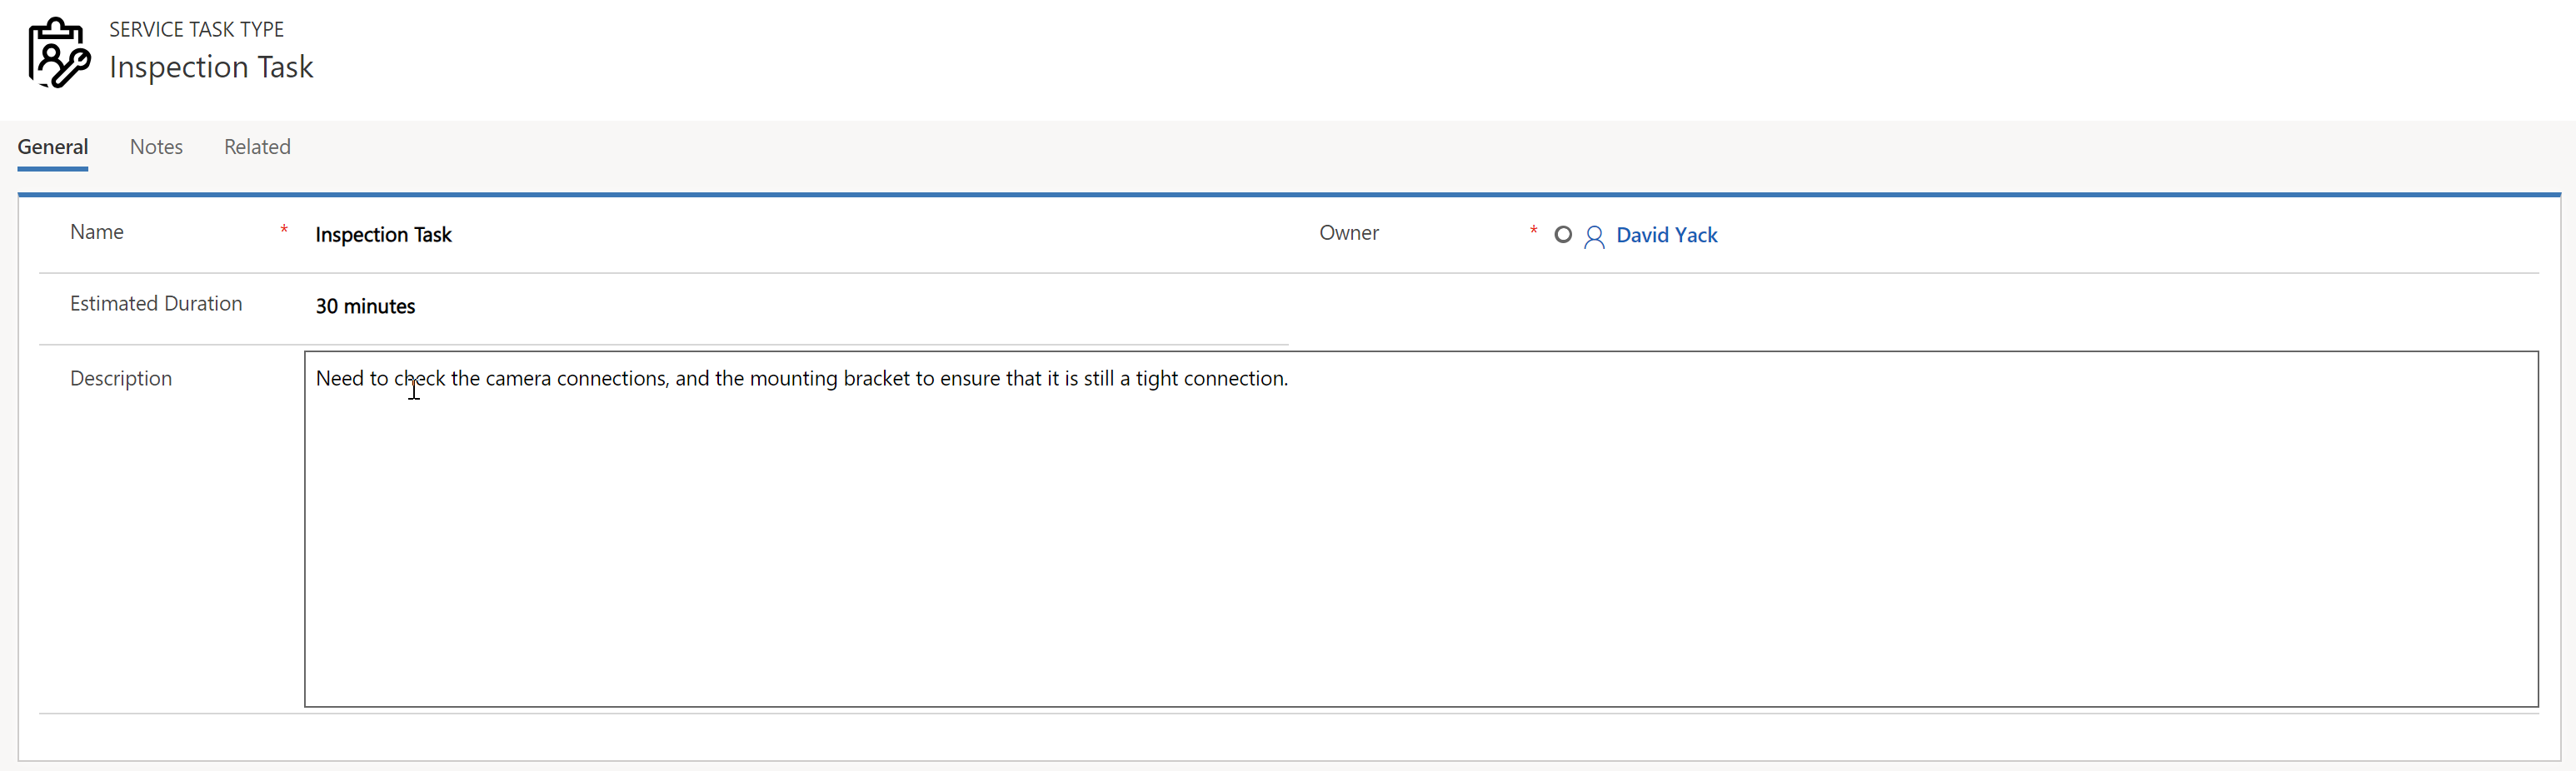 SERVICE TASK TYPE
Inspection Task
General Notes Related
Name * Inspection Task Owner * David Yack
Estimated Duration 30 minutes
Description Need to check the camera connections, and the mounting bracket to ensure that it is still a tight connection.